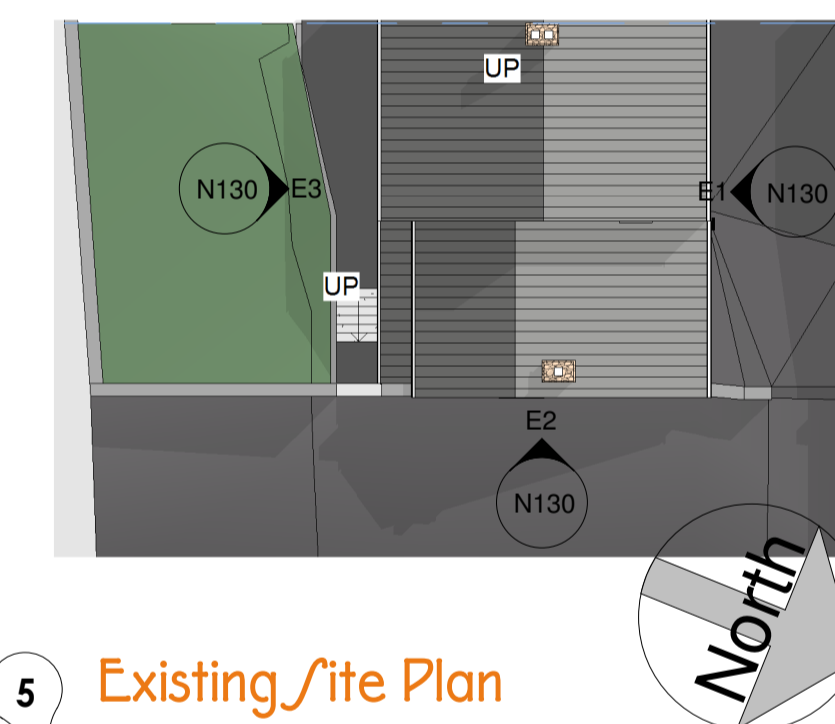 UP
N130 E3
E1 N130
UP
E2
N130
North
5 Existing Site Plan